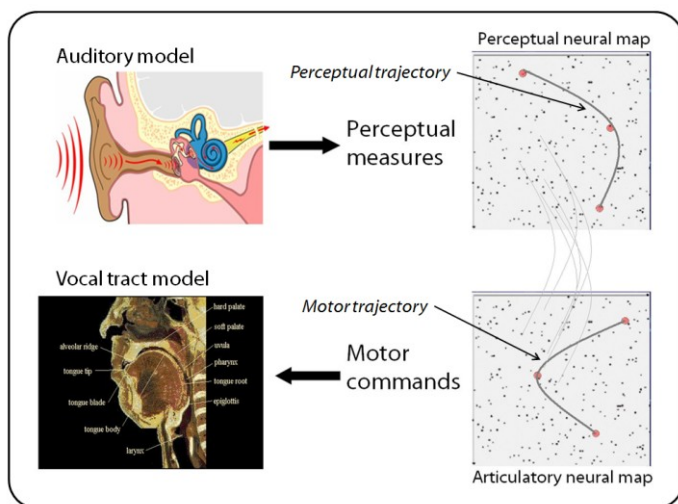 Auditory model
Perceptual neural map
Perceptual trajectory
Perceptual
measures
Vocal tract model
hard palate
soft palate
uvula
alveolar ridge
pharynx
tongue tip
tongue root
tongue blade
epiglottis
tongue body
larynx
Motor trajectory
Motor
commands
Articulatory neural map